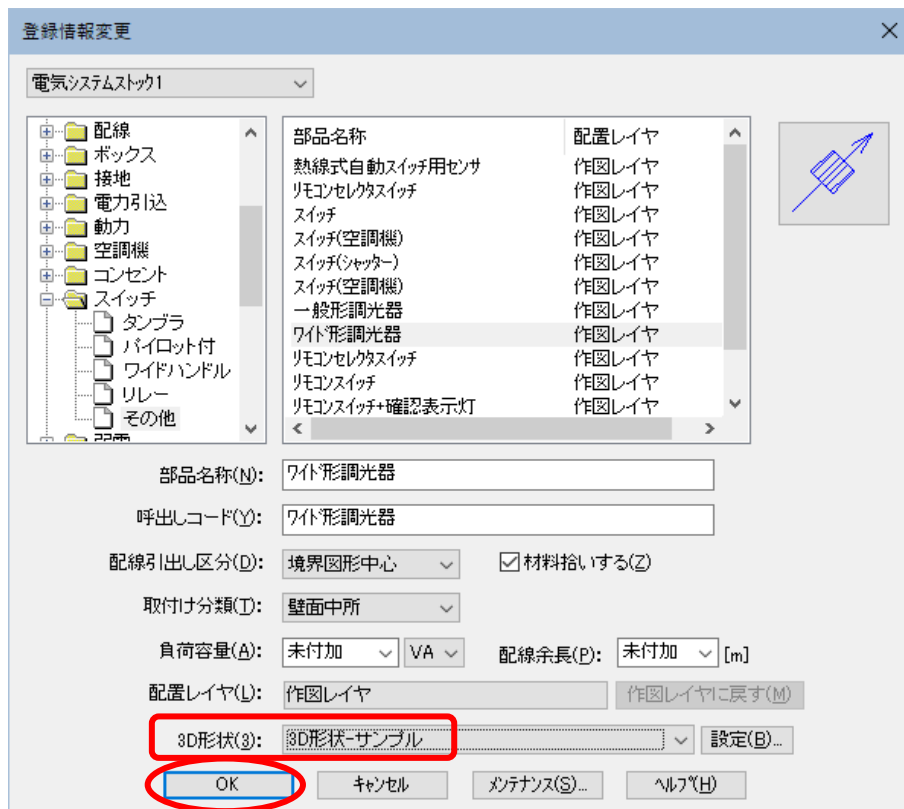 登録情報変更
電気システムストック1
配線
ボックス
接地
電力引込
動力
空調機
コンセント
スイッチ
タンブラ
パイロット付
ワイドハンドル
リレー
その他
弱電
部品名称 配置レイヤ
熱線式自動スイッチ用センサ 作図レイヤ
リモコンセレクタスイッチ 作図レイヤ
スイッチ 作図レイヤ
スイッチ(空調機) 作図レイヤ
スイッチ(シャッター) 作図レイヤ
スイッチ(空調機) 作図レイヤ
一般形調光器 作図レイヤ
ワイド形調光器 作図レイヤ
リモコンセレクタスイッチ 作図レイヤ
リモコンスイッチ 作図レイヤ
リモコンスイッチ+確認表示灯 作図レイヤ
部品名称(N): ワイド形調光器
呼出しコード(Y): ワイド形調光器
配線引出し区分(D): 境界図形中心 材料拾いする(Z)
取付け分類(T): 壁面中所
負荷容量(A): 未付加 VA 配線余長(P): 未付加 [m]
配置レイヤ(L): 作図レイヤ 作図レイヤに戻す(M)
3D形状(3): 3D形状-サンプル 設定(B)...
OK キャンセル メンテナンス(S)... ヘルプ(H)